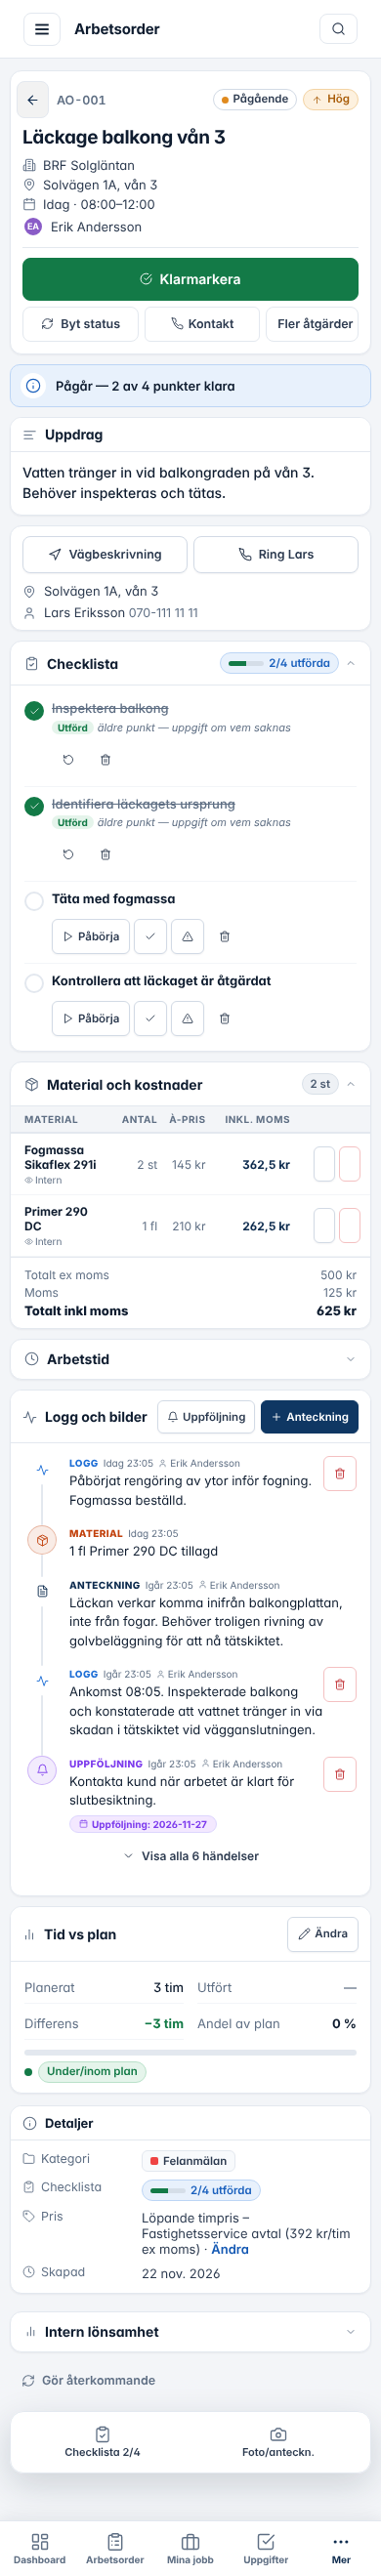 Arbetsorder
AO-001
Pågående
Hög
Läckage balkong vån 3
BRF Solgläntan
Solvägen 1A, vån 3
Idag · 08:00–12:00
EA Erik Andersson
Klarmarkera
Byt status
Kontakt
Fler åtgärder
Pågår — 2 av 4 punkter klara
Uppdrag
Vatten tränger in vid balkongraden på vån 3.
Behöver inspekteras och tätas.
Vägbeskrivning
Ring Lars
Solvägen 1A, vån 3
Lars Eriksson 070-111 11 11
Checklista
2/4 utförda
Inspektera balkong
Utförd äldre punkt — uppgift om vem saknas
Identifiera läckagets ursprung
Utförd äldre punkt — uppgift om vem saknas
Täta med fogmassa
Påbörja
Kontrollera att läckaget är åtgärdat
Påbörja
Material och kostnader
2 st
MATERIAL ANTAL À-PRIS INKL. MOMS
Fogmassa
Sikaflex 291i 2 st 145 kr 362,5 kr
Intern
Primer 290
DC 1 fl 210 kr 262,5 kr
Intern
Totalt ex moms 500 kr
Moms 125 kr
Totalt inkl moms 625 kr
Arbetstid
Logg och bilder
Uppföljning
Anteckning
LOGG Idag 23:05 Erik Andersson
Påbörjat rengöring av ytor inför fogning.
Fogmassa beställd.
MATERIAL Idag 23:05
1 fl Primer 290 DC tillagd
ANTECKNING Igår 23:05 Erik Andersson
Läckan verkar komma inifrån balkongplattan,
inte från fogar. Behöver troligen rivning av
golvbeläggning för att nå tätskiktet.
LOGG Igår 23:05 Erik Andersson
Ankomst 08:05. Inspekterade balkong
och konstaterade att vattnet tränger in via
skadan i tätskiktet vid vägganslutningen.
UPPFÖLJNING Igår 23:05 Erik Andersson
Kontakta kund när arbetet är klart för
slutbesiktning.
Uppföljning: 2026-11-27
Visa alla 6 händelser
Tid vs plan
Ändra
Planerat 3 tim Utfört —
Differens −3 tim Andel av plan 0 %
Under/inom plan
Detaljer
Kategori Felanmälan
Checklista 2/4 utförda
Pris Löpande timpris –
Fastighetsservice avtal (392 kr/tim
ex moms) · Ändra
Skapad 22 nov. 2026
Intern lönsamhet
Gör återkommande
Checklista 2/4
Foto/anteckn.
Dashboard
Arbetsorder
Mina jobb
Uppgifter
Mer